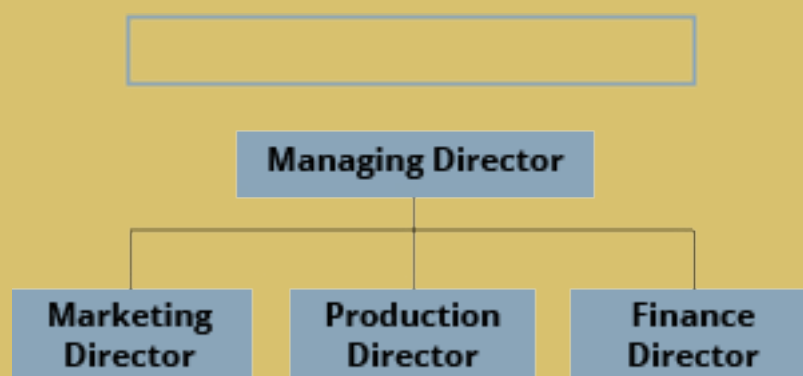 Managing Director
Marketing
Director
Production
Director
Finance
Director